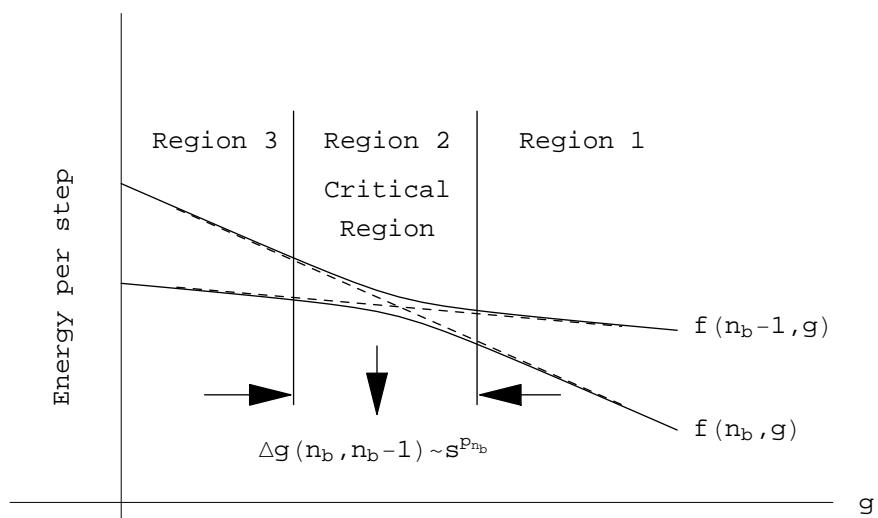 Energy per step
Region 3
Region 2
Region 1
Critical
Region
f(n_b-1,g)
f(n_b,g)
Δg(n_b,n_b-1)~s^{p_{n_b}}
g